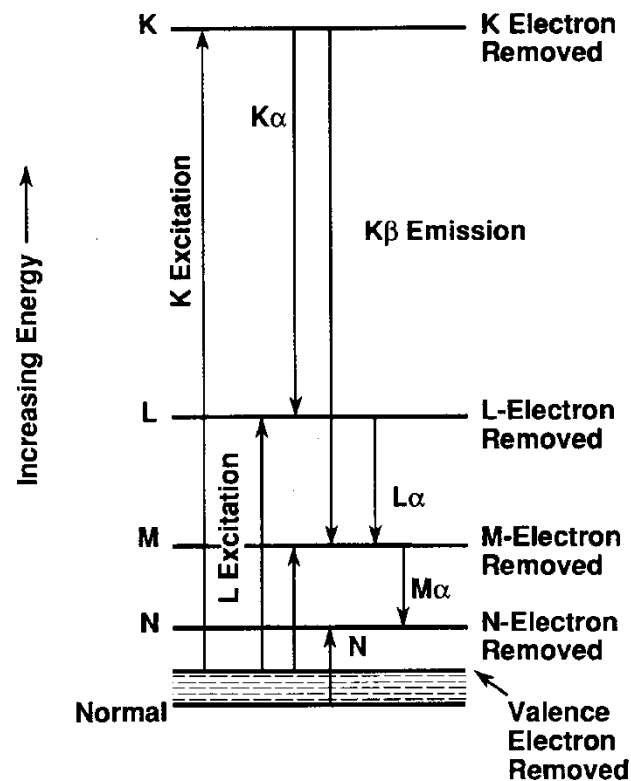 K
K Electron
Removed
Kα
Kβ Emission
K Excitation
Increasing Energy
L
L-Electron
Removed
Lα
L Excitation
M
M-Electron
Removed
Mα
N
N-Electron
Removed
N
Normal
Valence
Electron
Removed